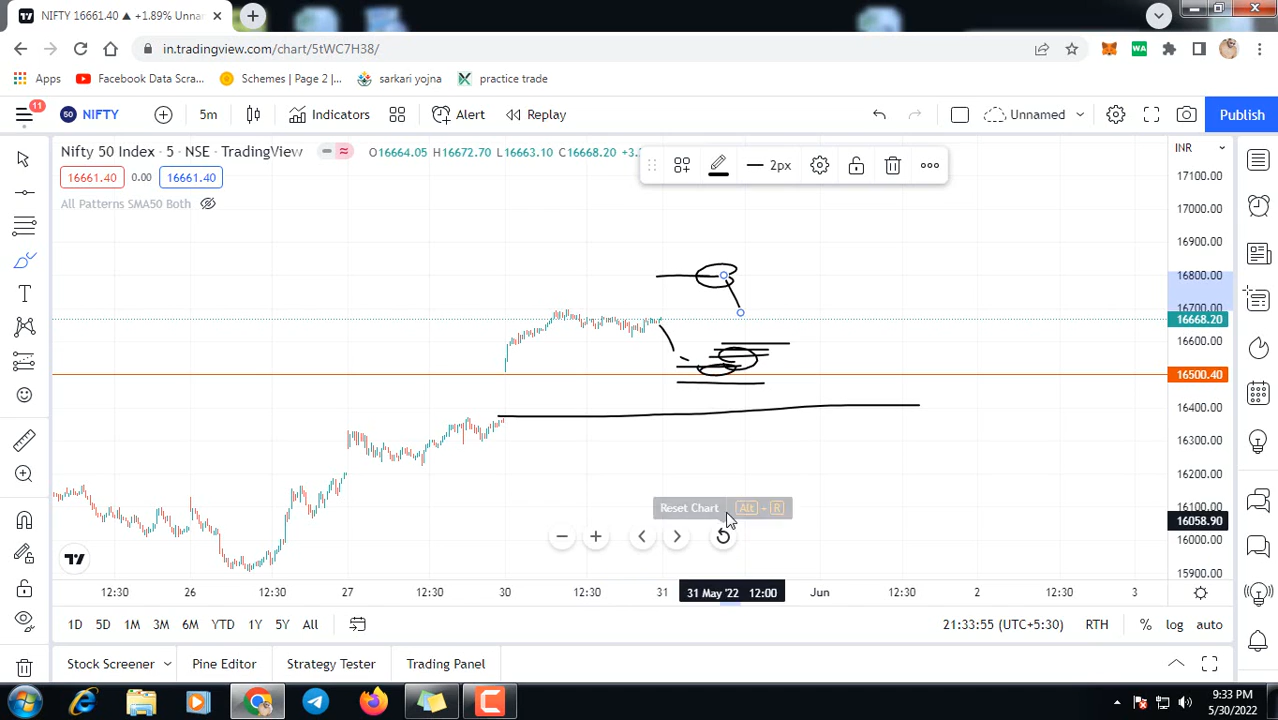 NIFTY 16661.40 ▲ +1.89% Unnar
in.tradingview.com/chart/5tWC7H38/
Apps Facebook Data Scra... Schemes | Page 2 |... sarkari yojna practice trade
11
50 NIFTY 5m Indicators Alert Replay Unnamed Publish
Nifty 50 Index · 5 · NSE · TradingView O16664.05 H16672.70 L16663.10 C16668.20 +3.
2px
INR
16661.40 0.00 16661.40
All Patterns SMA50 Both
17100.00
17000.00
16900.00
16800.00
16700.00
16668.20
16600.00
16500.40
16400.00
16300.00
16200.00
16058.90
16000.00
15900.00
Reset Chart Alt + R
12:30 26 12:30 27 12:30 30 12:30 31 31 May '22 12:00 Jun 12:30 2 12:30 3
1D 5D 1M 3M 6M YTD 1Y 5Y All 21:33:55 (UTC+5:30) RTH % log auto
Stock Screener Pine Editor Strategy Tester Trading Panel
9:33 PM
5/30/2022